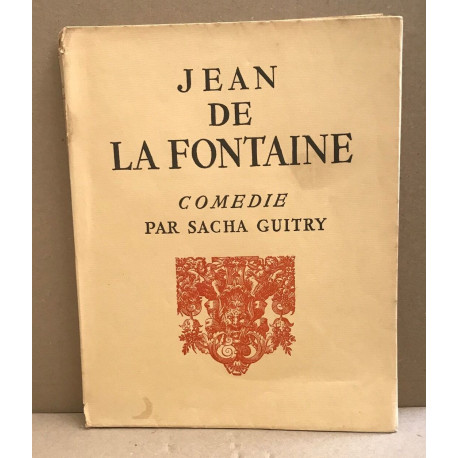 JEAN
DE
LA FONTAINE
COMEDIE
PAR SACHA GUITRY